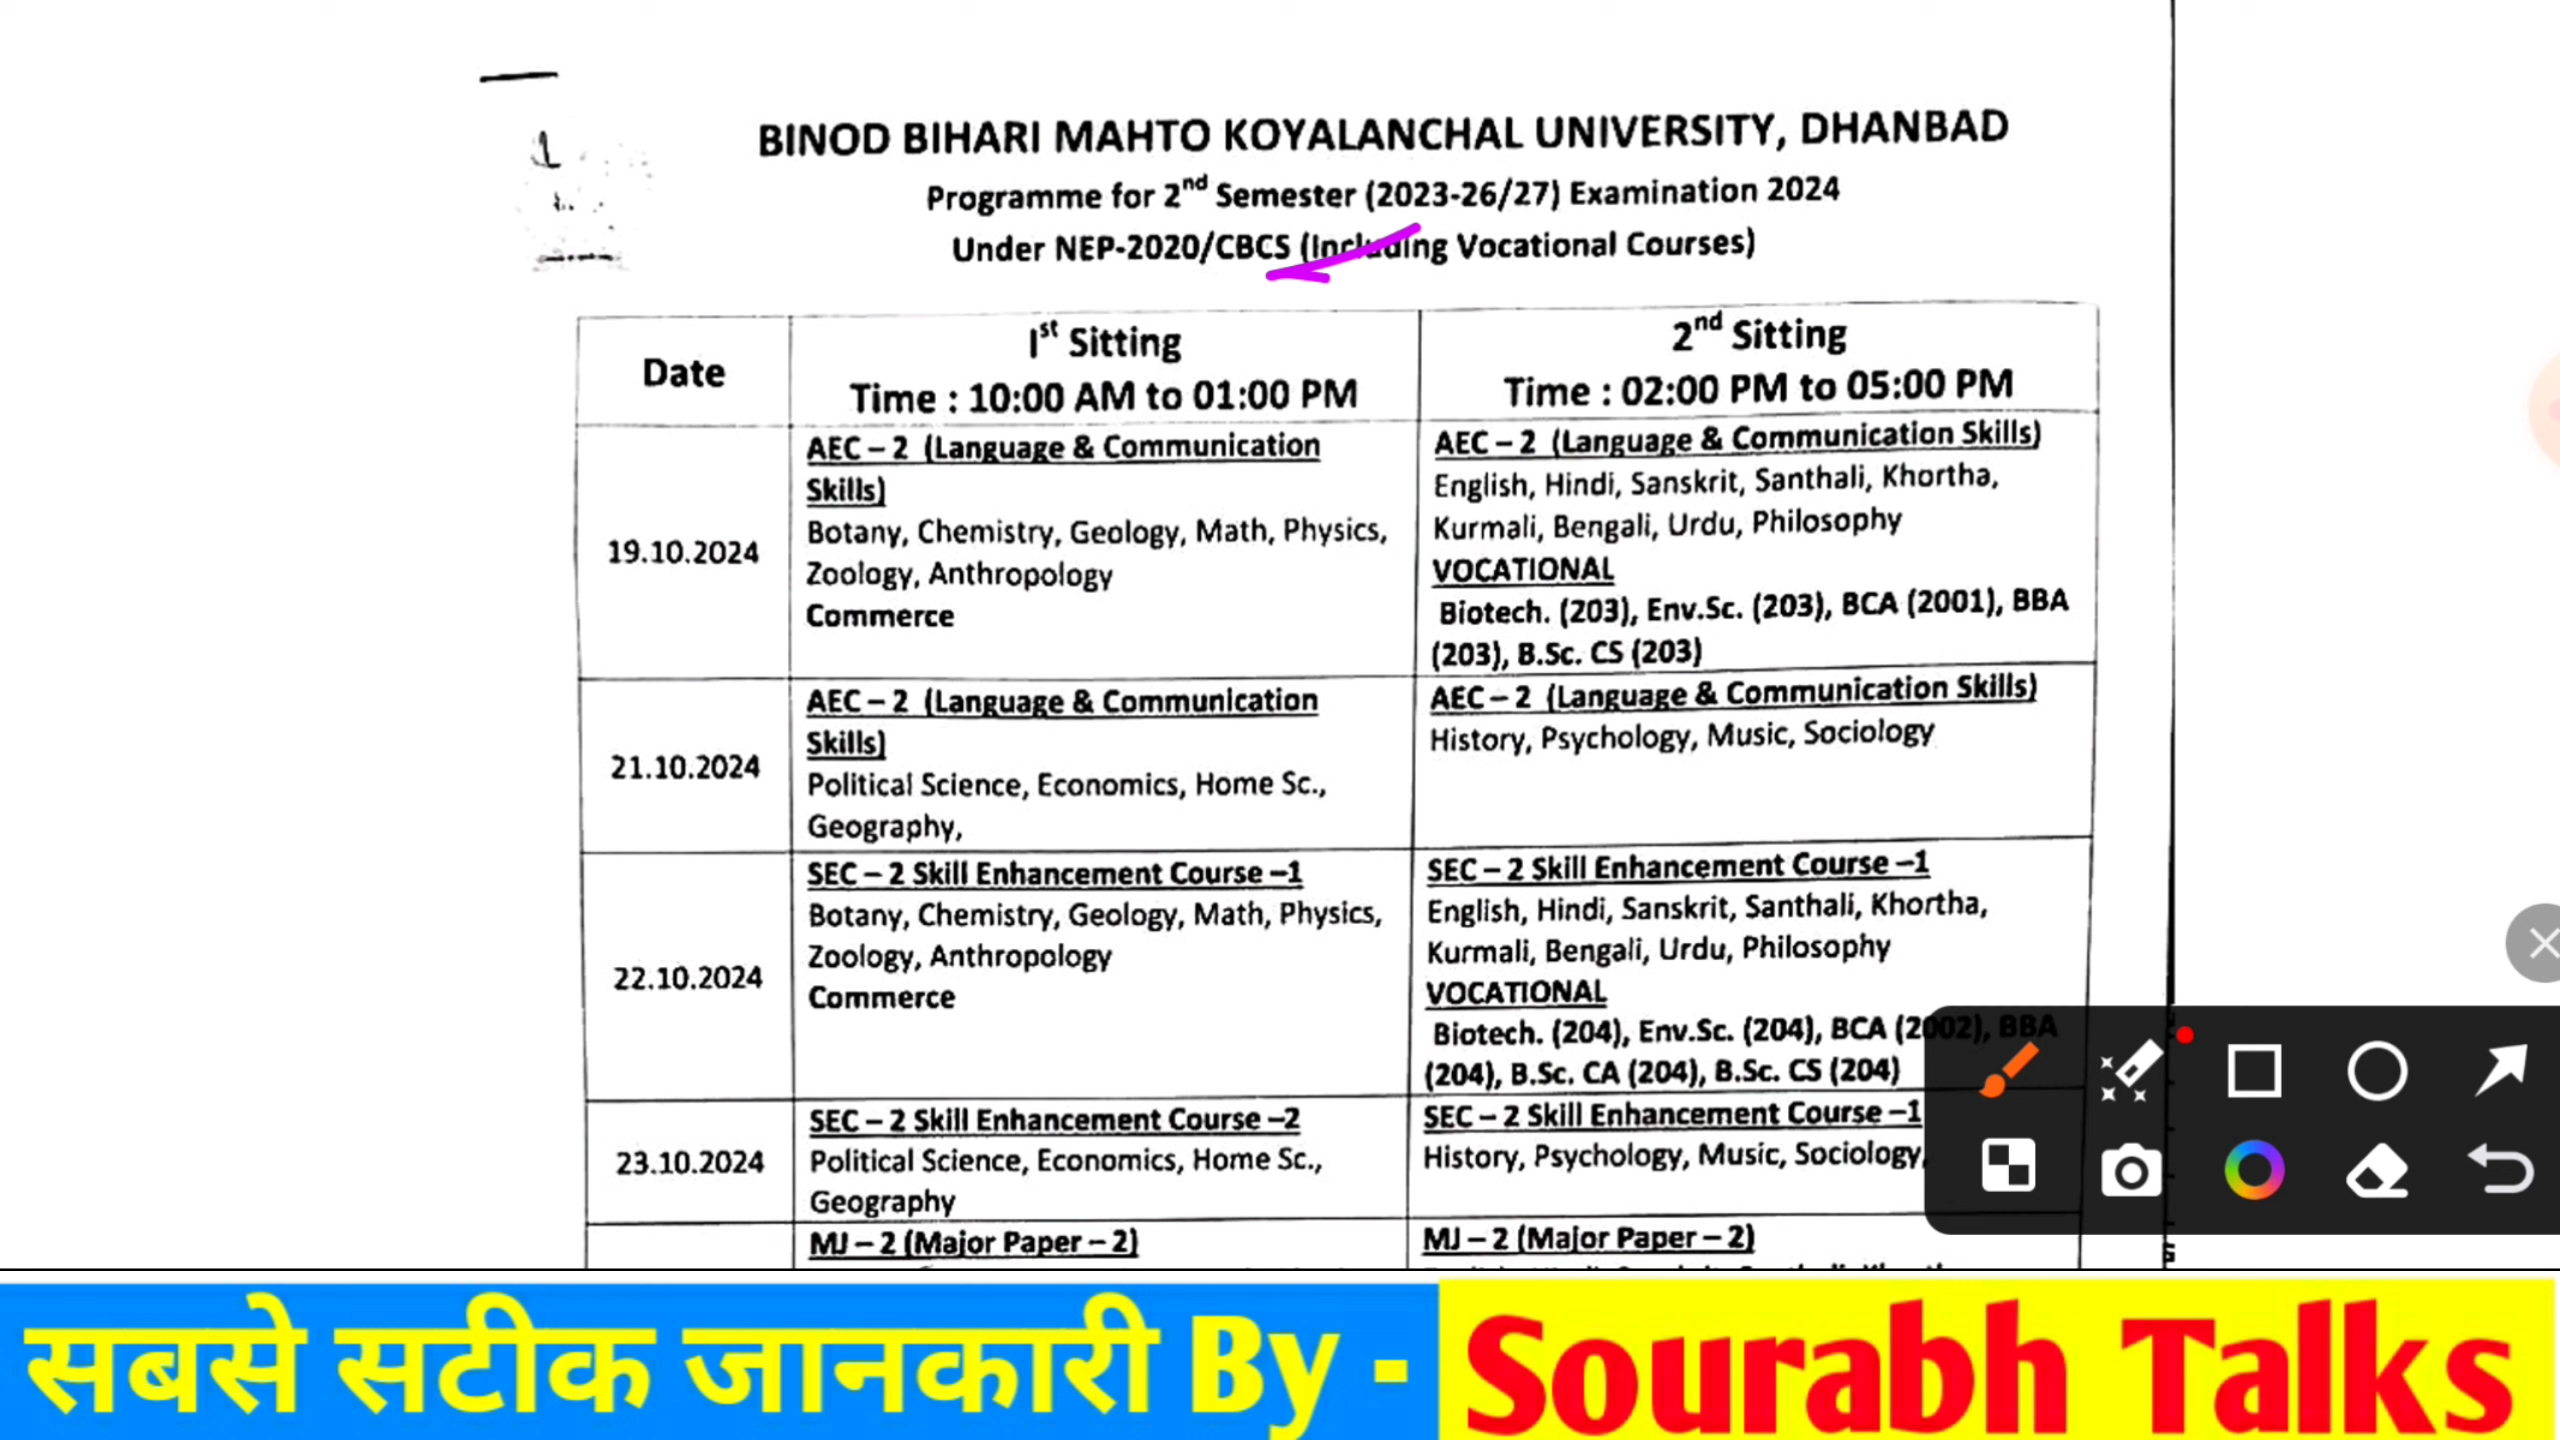 BINOD BIHARI MAHTO KOYALANCHAL UNIVERSITY, DHANBAD
Programme for 2nd Semester (2023-26/27) Examination 2024
Under NEP-2020/CBCS (Including Vocational Courses)
Date
Ist Sitting
Time : 10:00 AM to 01:00 PM
2nd Sitting
Time : 02:00 PM to 05:00 PM
19.10.2024
AEC – 2 (Language & Communication
Skills)
Botany, Chemistry, Geology, Math, Physics,
Zoology, Anthropology
Commerce
AEC – 2 (Language & Communication Skills)
English, Hindi, Sanskrit, Santhali, Khortha,
Kurmali, Bengali, Urdu, Philosophy
VOCATIONAL
Biotech. (203), Env.Sc. (203), BCA (2001), BBA
(203), B.Sc. CS (203)
21.10.2024
AEC – 2 (Language & Communication
Skills)
Political Science, Economics, Home Sc.,
Geography,
AEC – 2 (Language & Communication Skills)
History, Psychology, Music, Sociology
22.10.2024
SEC – 2 Skill Enhancement Course –1
Botany, Chemistry, Geology, Math, Physics,
Zoology, Anthropology
Commerce
SEC – 2 Skill Enhancement Course –1
English, Hindi, Sanskrit, Santhali, Khortha,
Kurmali, Bengali, Urdu, Philosophy
VOCATIONAL
Biotech. (204), Env.Sc. (204), BCA (2002), BBA
(204), B.Sc. CA (204), B.Sc. CS (204)
23.10.2024
SEC – 2 Skill Enhancement Course –2
Political Science, Economics, Home Sc.,
Geography
SEC – 2 Skill Enhancement Course –1
History, Psychology, Music, Sociology,
MJ – 2 (Major Paper – 2)
MJ – 2 (Major Paper – 2)
सबसे सटीक जानकारी By -
Sourabh Talks